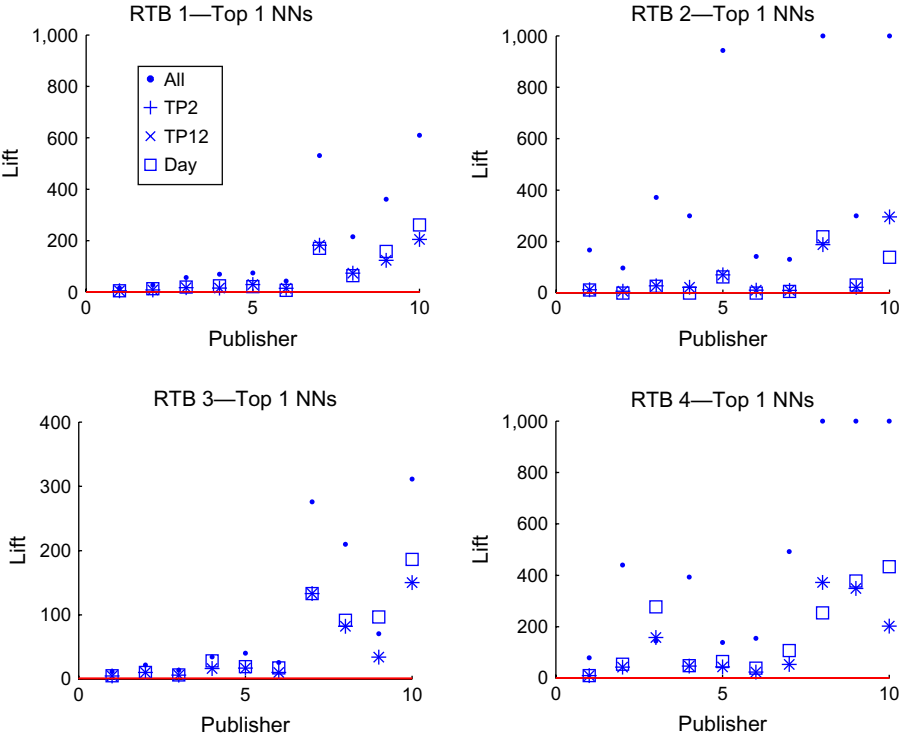 RTB 1—Top 1 NNs
1,000
800
600
400
200
0
Lift
All
TP2
TP12
Day
0
5
10
Publisher
RTB 2—Top 1 NNs
1,000
800
600
400
200
0
Lift
0
5
10
Publisher
RTB 3—Top 1 NNs
400
300
200
100
0
Lift
0
5
10
Publisher
RTB 4—Top 1 NNs
1,000
800
600
400
200
0
Lift
0
5
10
Publisher